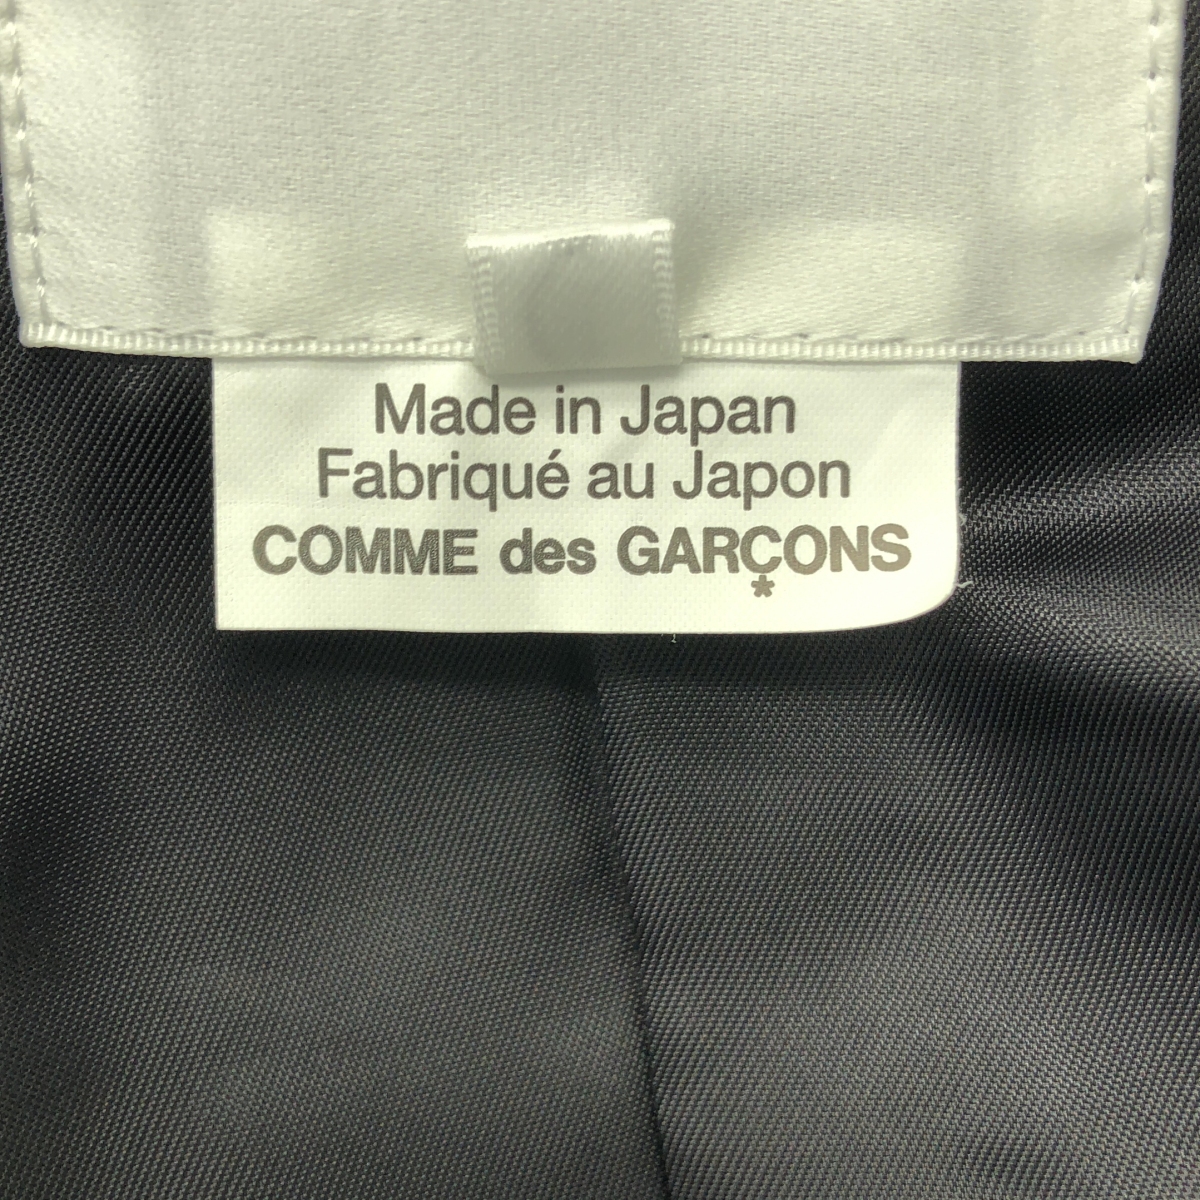 Made in Japan
Fabriqué au Japon
COMME des GARÇONS
*